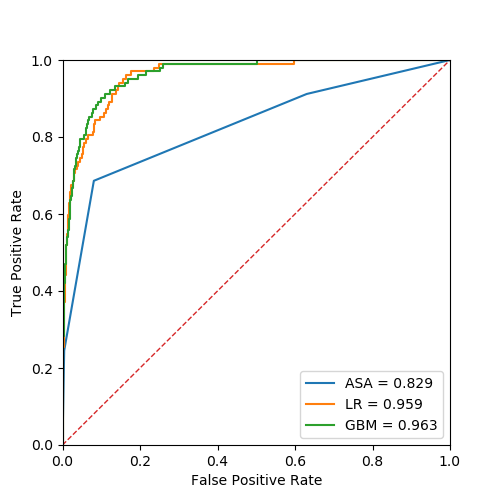 1.0
0.8
0.6
0.4
0.2
0.0
True Positive Rate
ASA = 0.829
LR = 0.959
GBM = 0.963
0.0 0.2 0.4 0.6 0.8 1.0
False Positive Rate